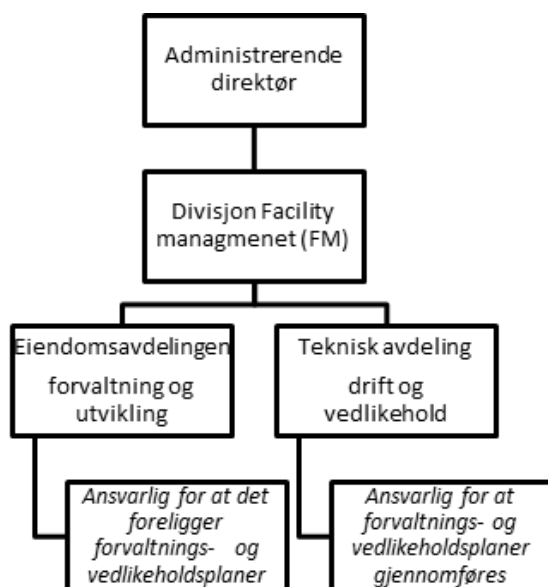 Administrerende
direktør
Divisjon Facility
managmenet (FM)
Eiendomsavdelingen
forvaltning og
utvikling
Teknisk avdeling
drift og
vedlikehold
Ansvarlig for at det
foreligger
forvaltnings- og
vedlikeholdsplaner
Ansvarlig for at
forvaltnings- og
vedlikeholdsplaner
gjennomføres